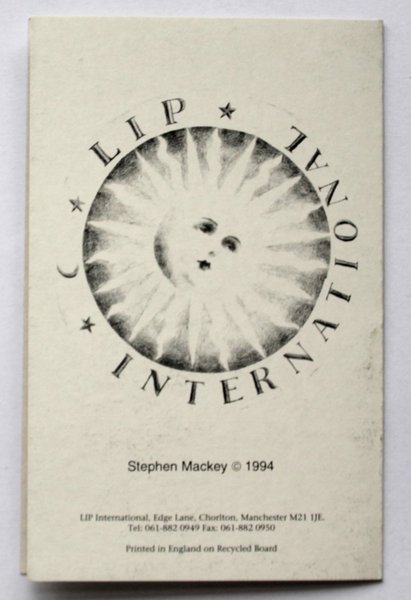 LIP
INTERNATIONAL
Stephen Mackey © 1994
LIP International, Edge Lane, Chorlton, Manchester M21 1JE.
Tel: 061-882 0949 Fax: 061-882 0950
Printed in England on Recycled Board